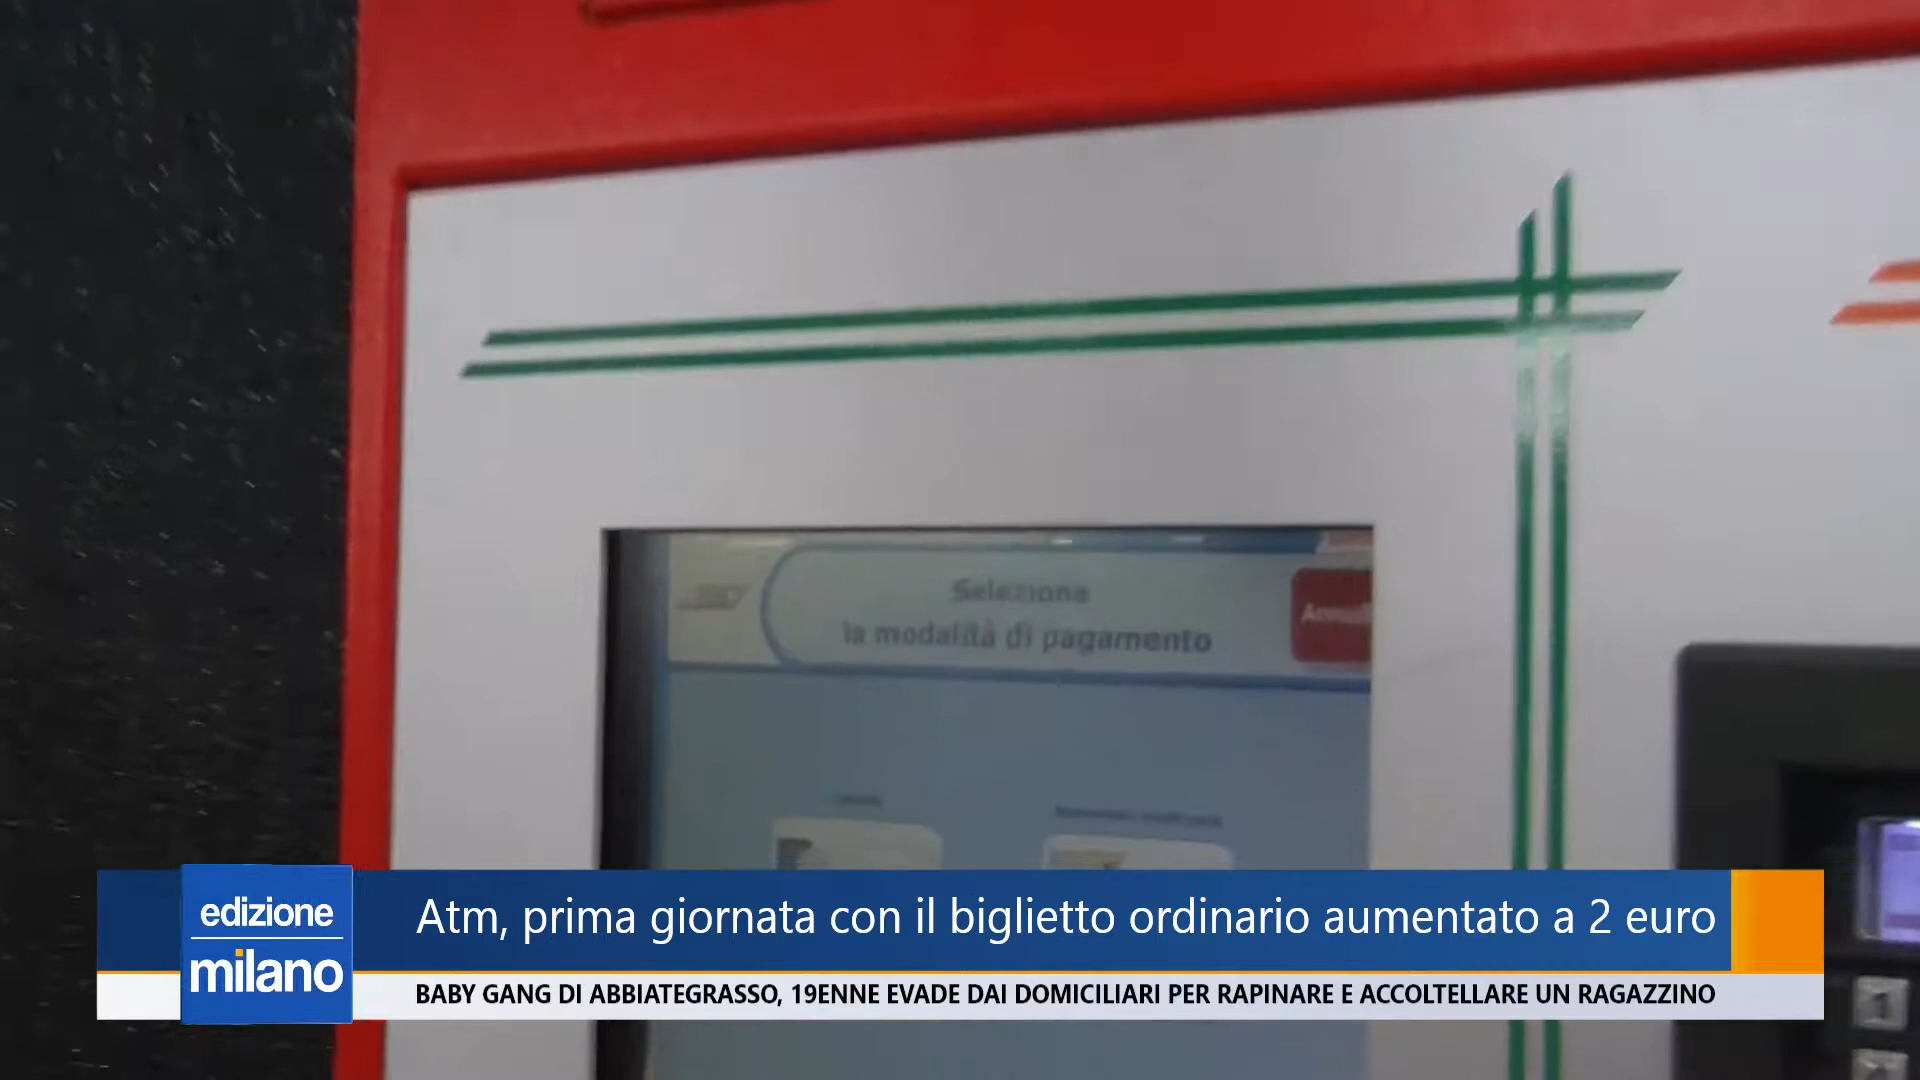 Seleziona
la modalità di pagamento
edizione
milano
Atm, prima giornata con il biglietto ordinario aumentato a 2 euro
BABY GANG DI ABBIATEGRASSO, 19ENNE EVADE DAI DOMICILIARI PER RAPINARE E ACCOLTELLARE UN RAGAZZINO
1